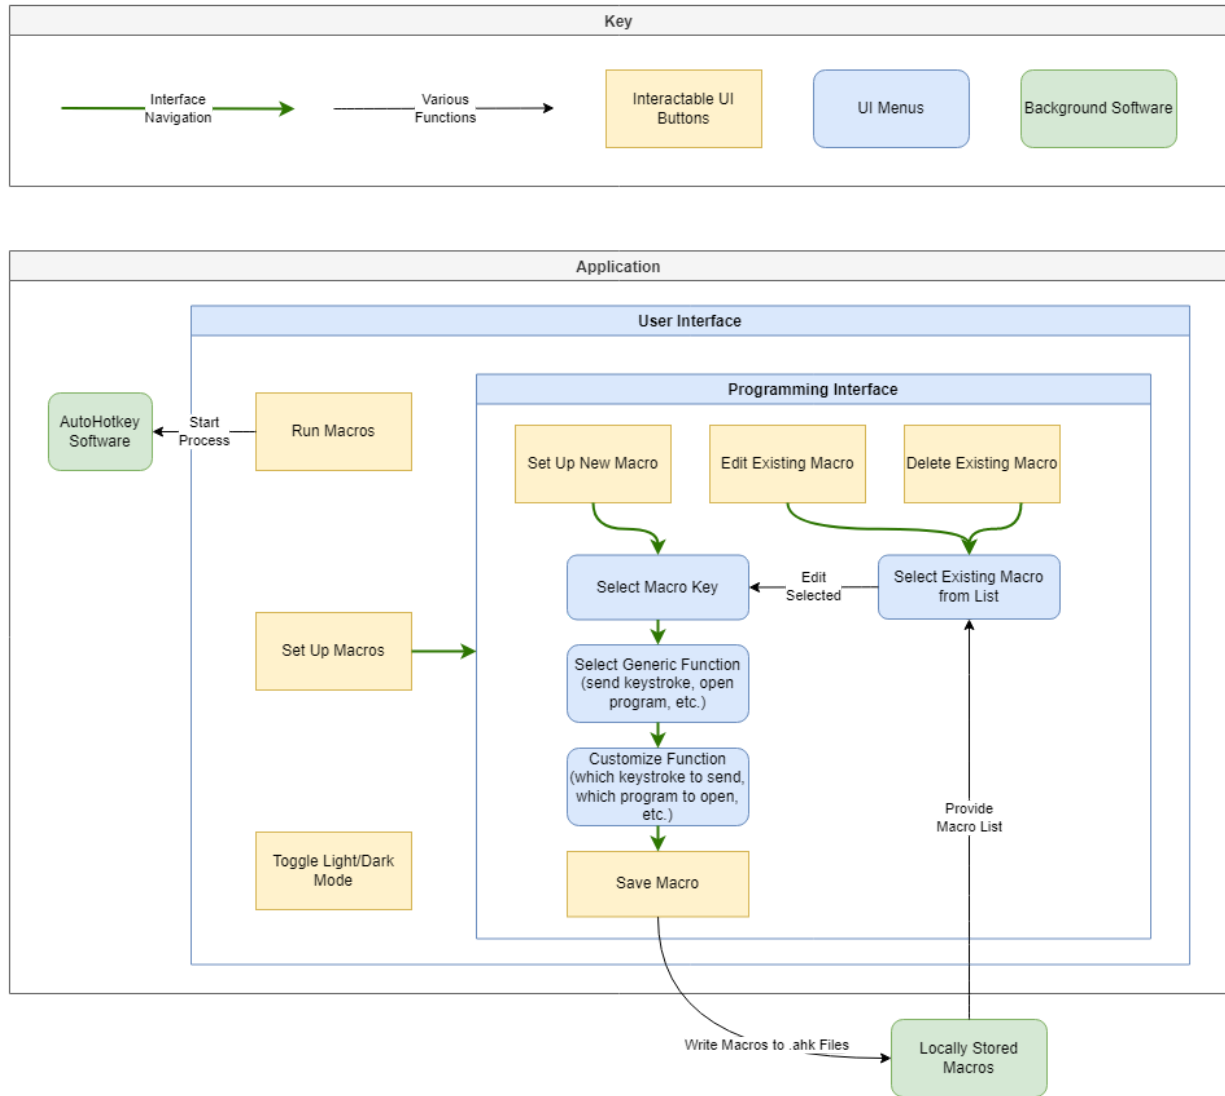 Key
Interface
Navigation
Various
Functions
Interactable UI
Buttons
UI Menus
Background Software
Application
User Interface
Programming Interface
AutoHotkey
Software
Start
Process
Run Macros
Set Up New Macro
Edit Existing Macro
Delete Existing Macro
Select Macro Key
Edit
Selected
Select Existing Macro
from List
Set Up Macros
Select Generic Function
(send keystroke, open
program, etc.)
Customize Function
(which keystroke to send,
which program to open,
etc.)
Provide
Macro List
Toggle Light/Dark
Mode
Save Macro
Write Macros to .ahk Files
Locally Stored
Macros